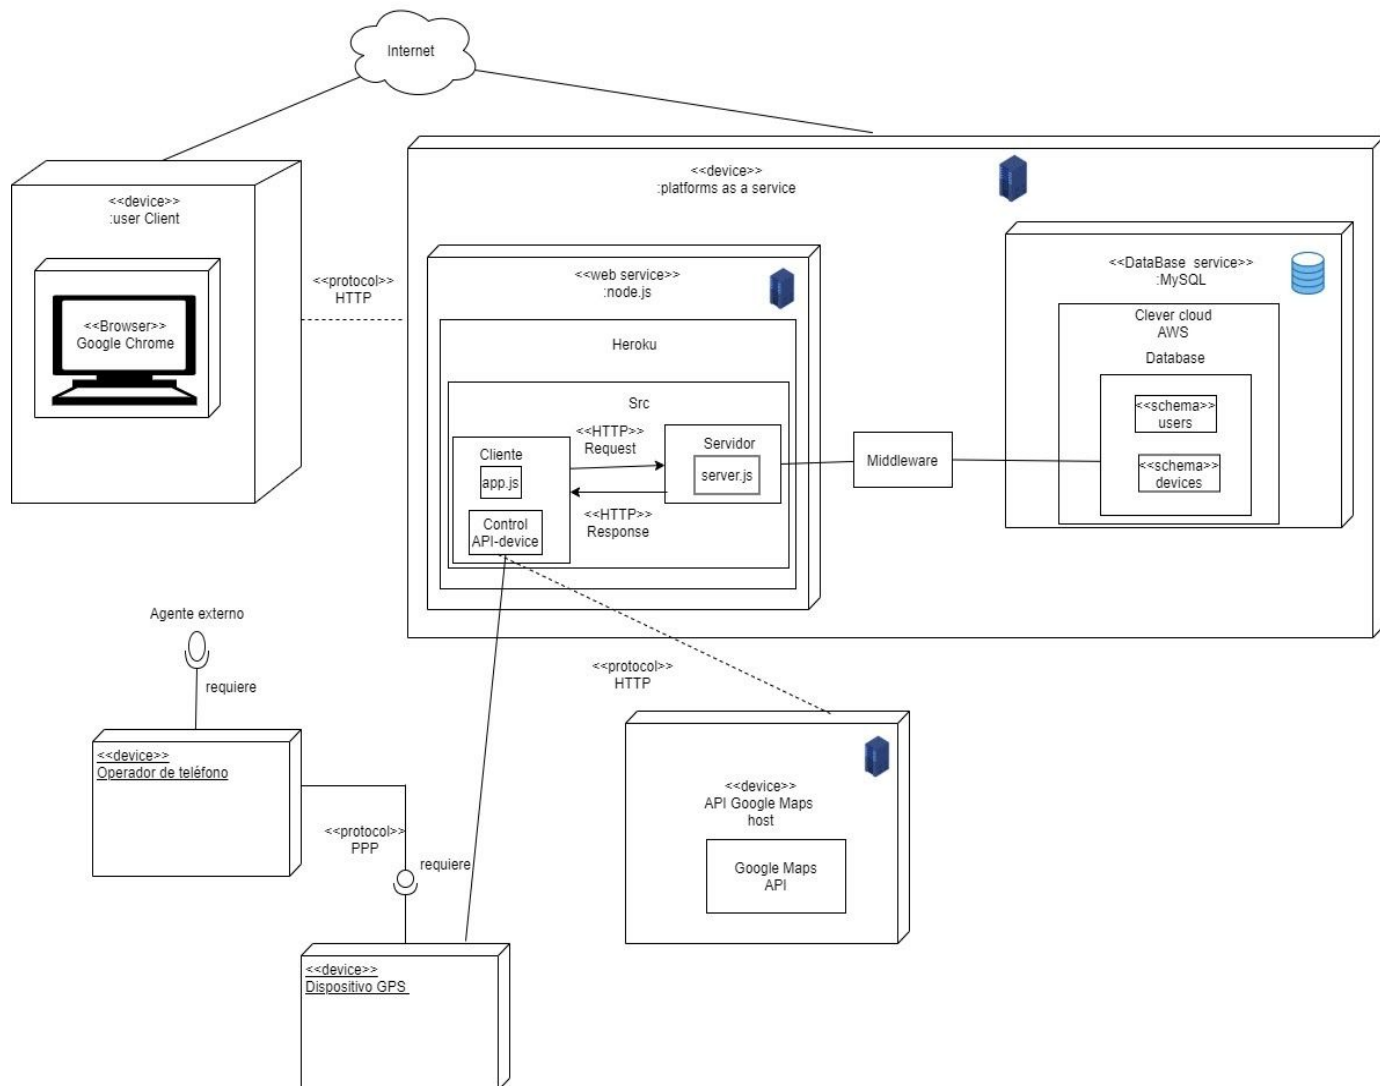 Internet
<<device>>
:user Client
<<Browser>>
Google Chrome
<<protocol>>
HTTP
<<device>>
:platforms as a service
<<web service>>
:node.js
Heroku
Src
Cliente
app.js
Control
API-device
<<HTTP>>
Request
<<HTTP>>
Response
Servidor
server.js
Middleware
<<DataBase service>>
:MySQL
Clever cloud
AWS
Database
<<schema>>
users
<<schema>>
devices
Agente externo
requiere
<<device>>
Operador de teléfono
<<protocol>>
PPP
requiere
<<device>>
Dispositivo GPS
<<protocol>>
HTTP
<<device>>
API Google Maps
host
Google Maps
API